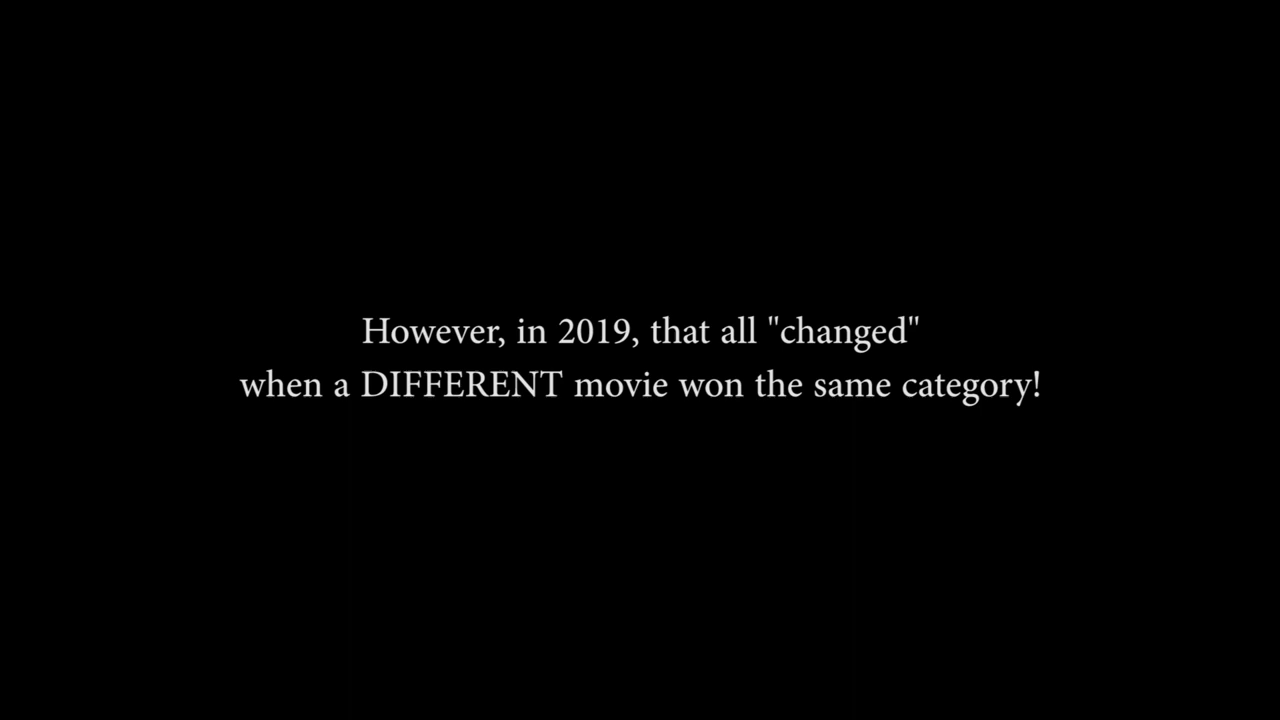 However, in 2019, that all "changed"
when a DIFFERENT movie won the same category!